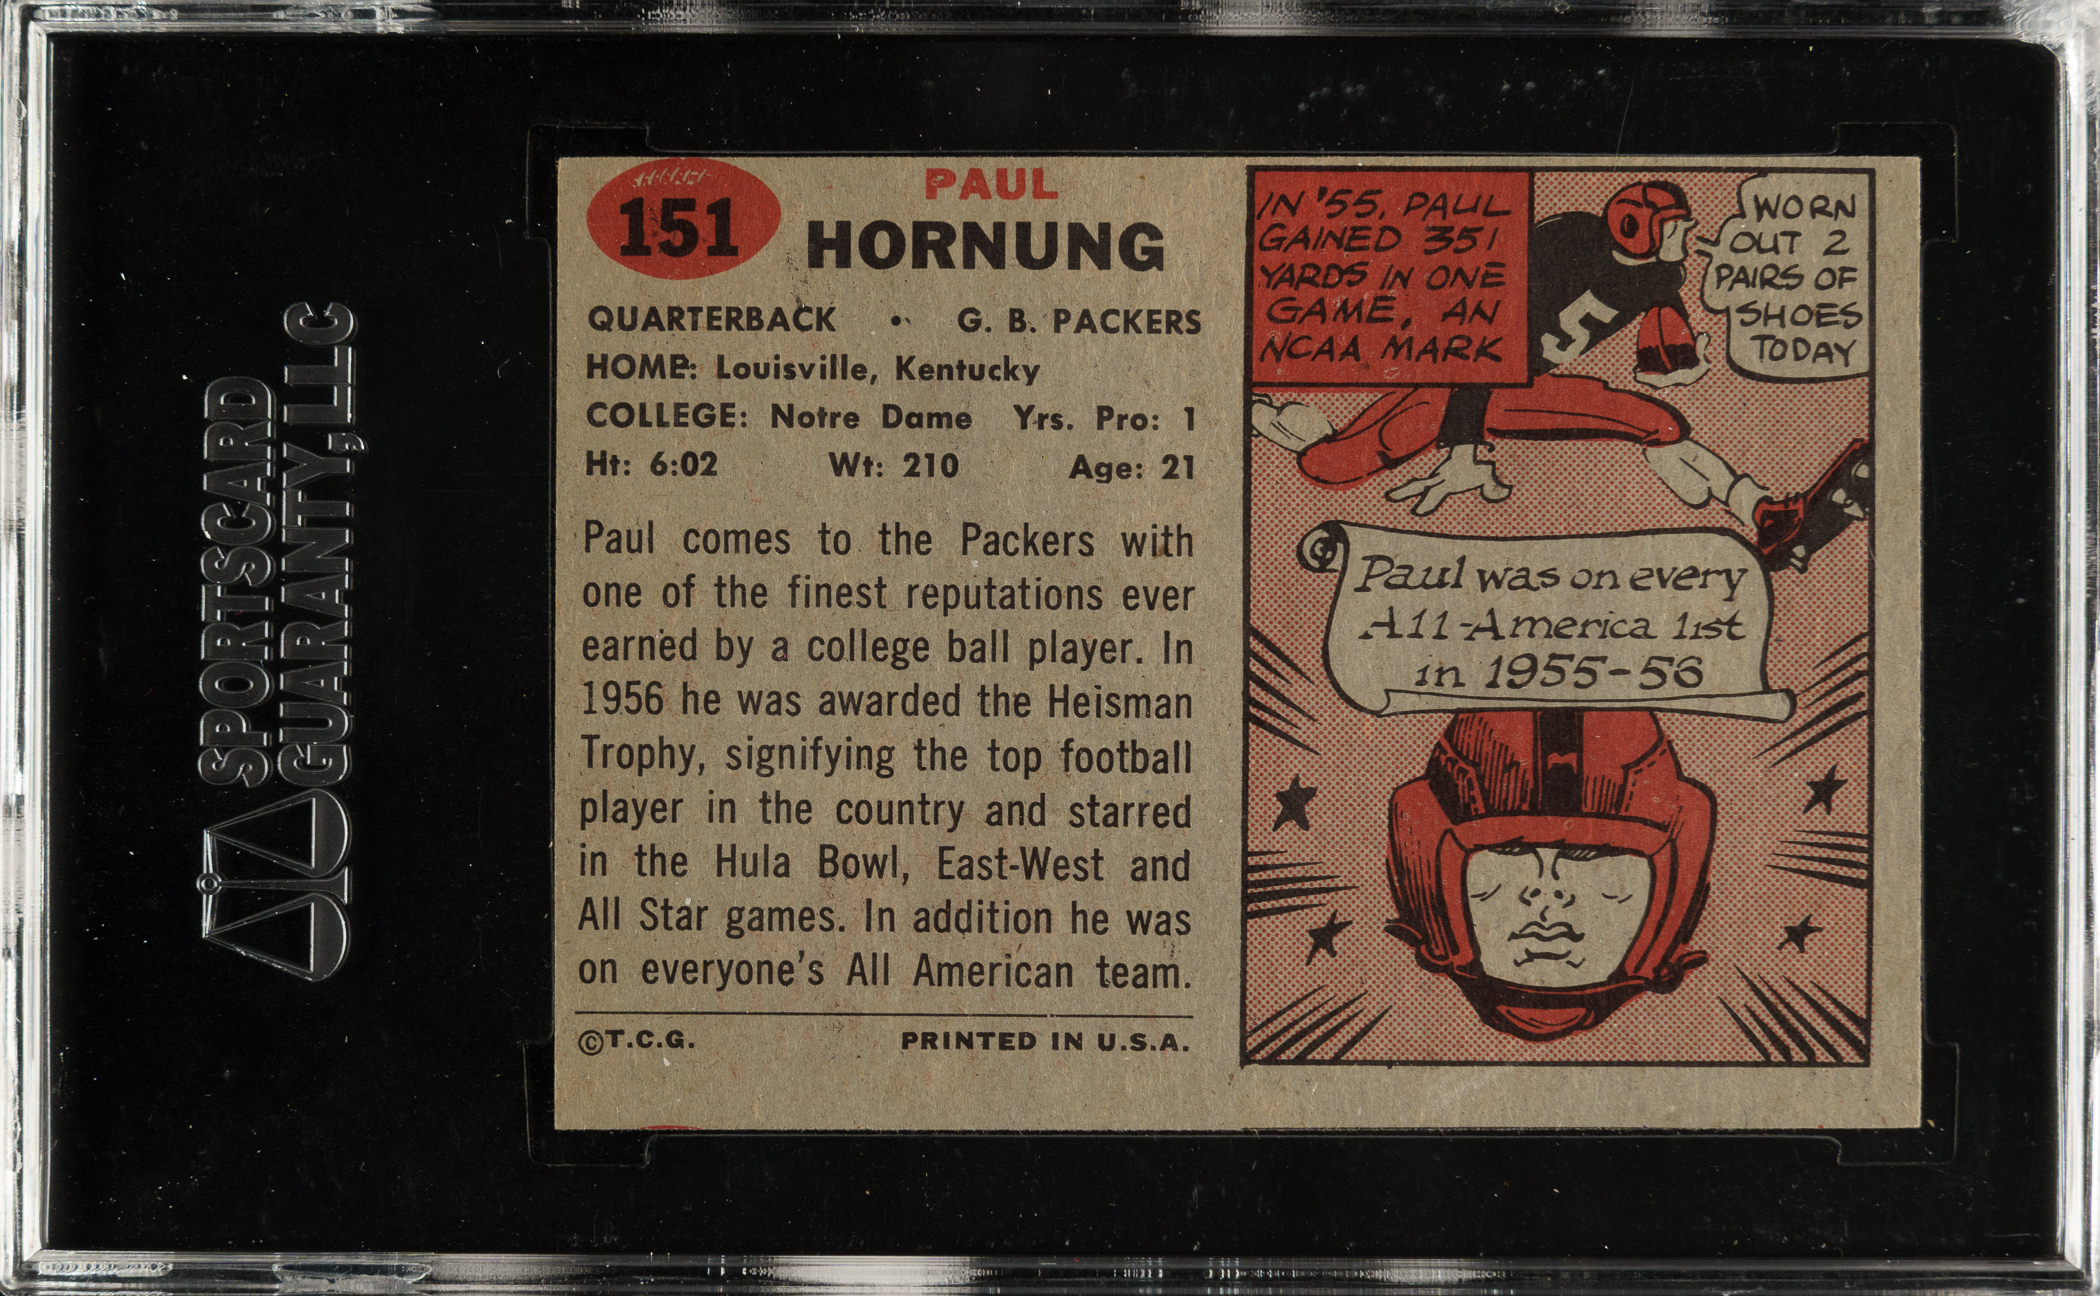 SPORTSCARD
GUARANTY, LLC
151
PAUL
HORNUNG
QUARTERBACK • G. B. PACKERS
HOME: Louisville, Kentucky
COLLEGE: Notre Dame Yrs. Pro: 1
Ht: 6:02 Wt: 210 Age: 21
Paul comes to the Packers with
one of the finest reputations ever
earned by a college ball player. In
1956 he was awarded the Heisman
Trophy, signifying the top football
player in the country and starred
in the Hula Bowl, East-West and
All Star games. In addition he was
on everyone's All American team.
©T.C.G. PRINTED IN U.S.A.
IN '55, PAUL
GAINED 351
YARDS IN ONE
GAME, AN
NCAA MARK
WORN
OUT 2
PAIRS OF
SHOES
TODAY
5
Paul was on every
All-America list
in 1955-56